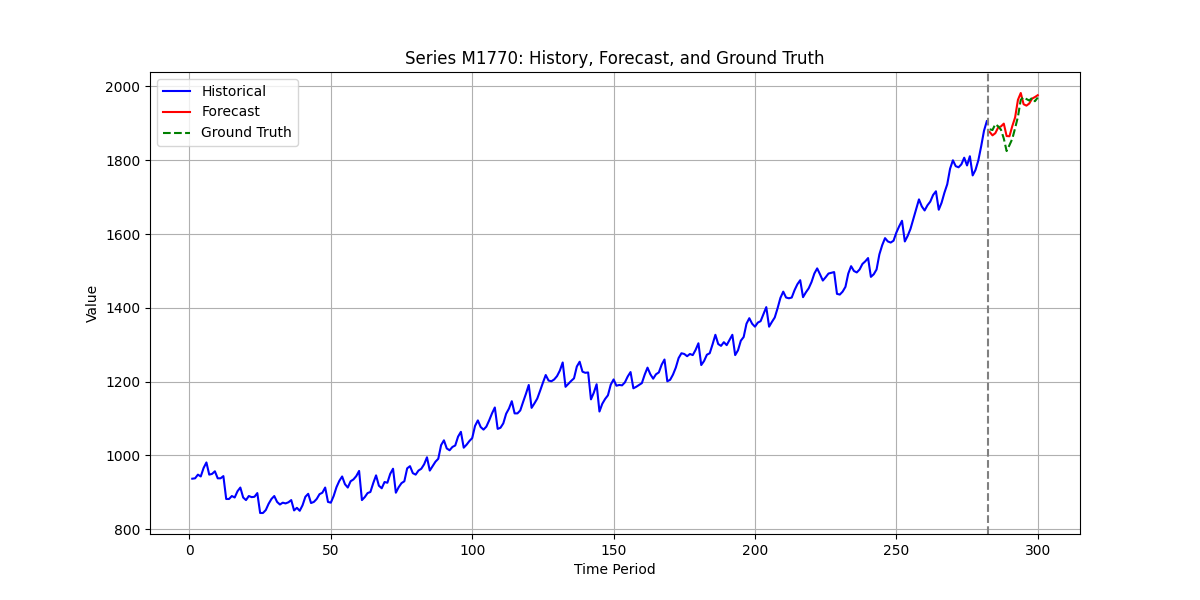 Series M1770: History, Forecast, and Ground Truth
Historical
Forecast
Ground Truth
2000
1800
1600
1400
1200
1000
800
Value
0 50 100 150 200 250 300
Time Period